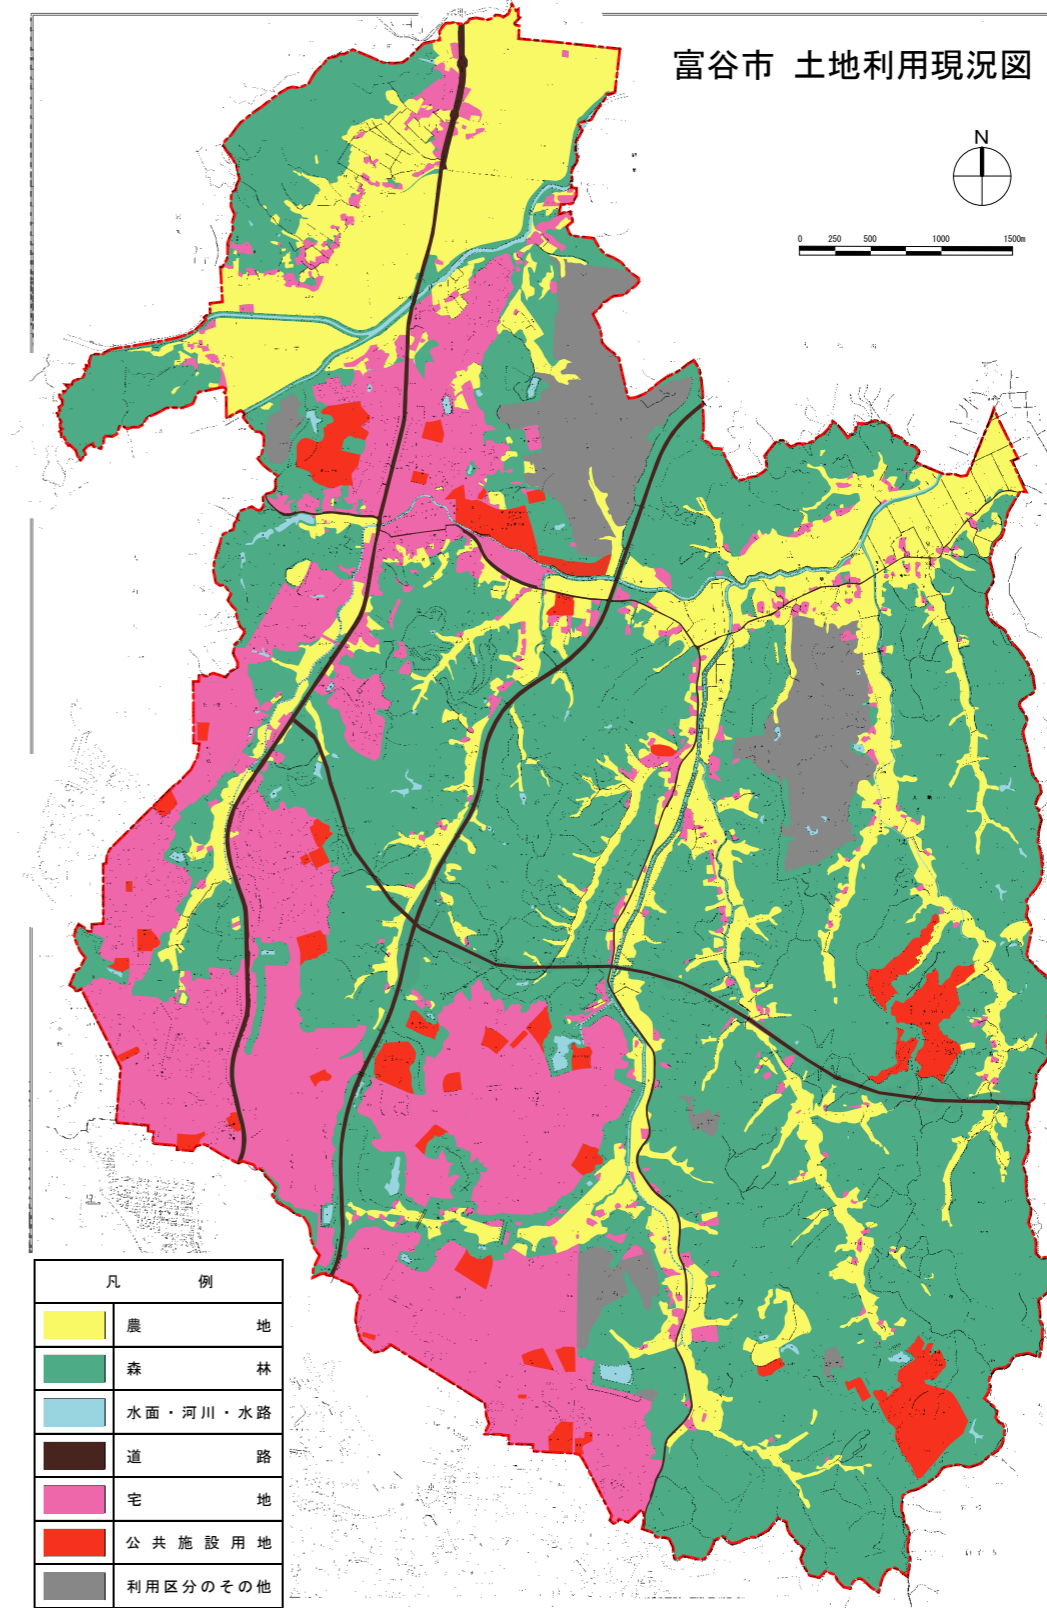 富谷市 土地利用現況図
N
0 250 500 1000 1500m
凡 例
農 地
森 林
水面・河川・水路
道 路
宅 地
公共施設用地
利用区分のその他